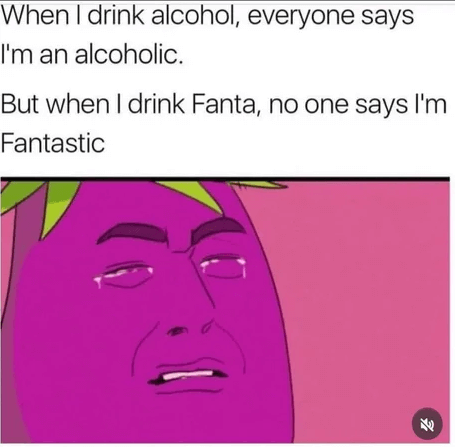 When I drink alcohol, everyone says
I'm an alcoholic.
But when I drink Fanta, no one says I'm
Fantastic